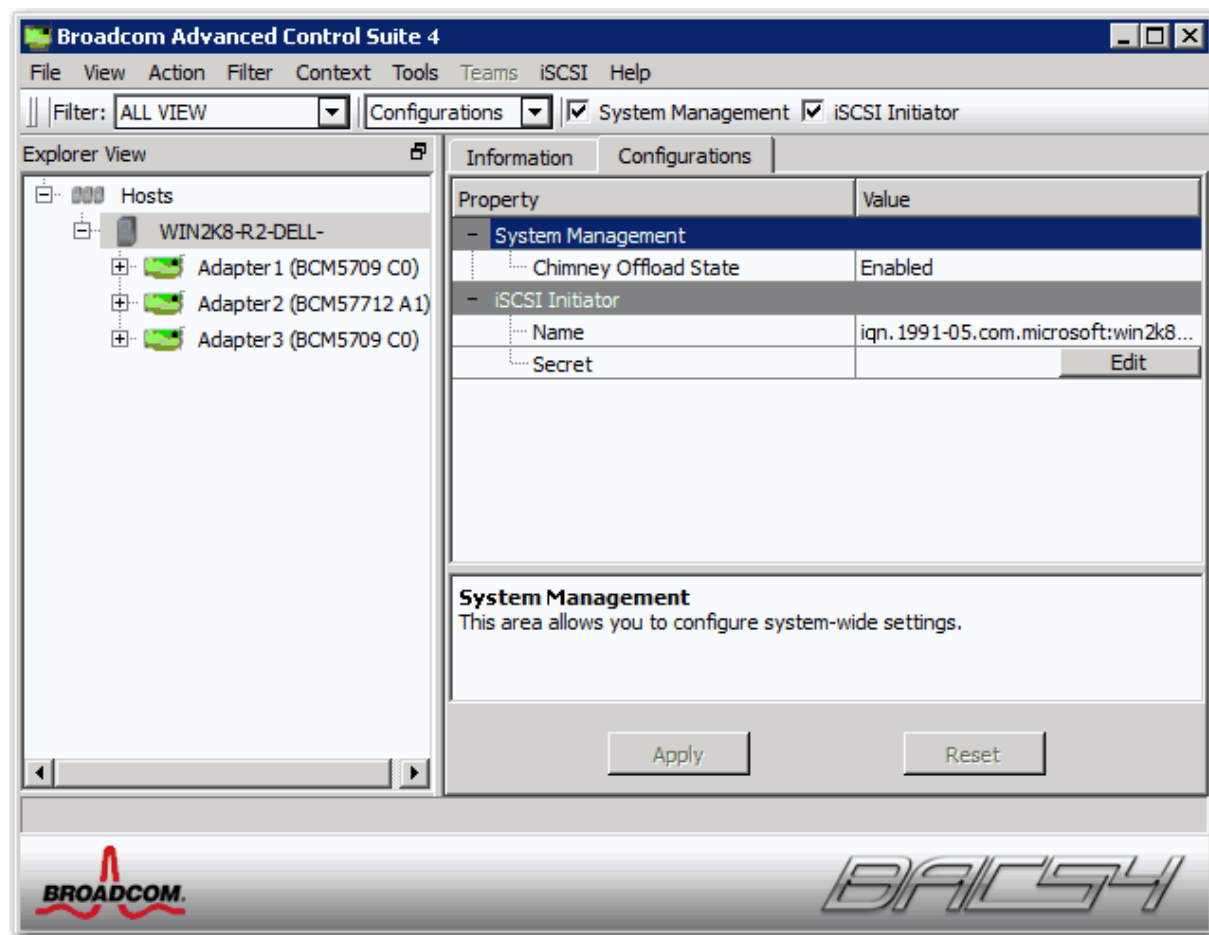 Broadcom Advanced Control Suite 4
File View Action Filter Context Tools Teams iSCSI Help
Filter: ALL VIEW Configurations System Management iSCSI Initiator
Explorer View
Information Configurations
Hosts
WIN2K8-R2-DELL-
Adapter1 (BCM5709 C0)
Adapter2 (BCM57712 A1)
Adapter3 (BCM5709 C0)
Property Value
System Management
Chimney Offload State Enabled
iSCSI Initiator
Name iqn.1991-05.com.microsoft:win2k8...
Secret Edit
System Management
This area allows you to configure system-wide settings.
Apply Reset
BROADCOM.
BACS4